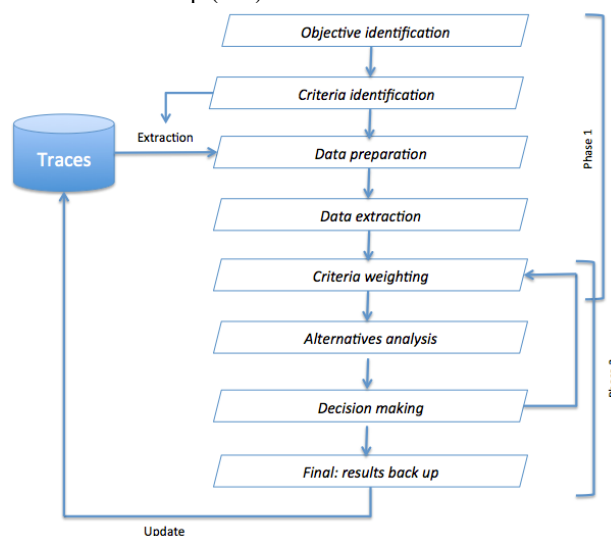 Objective identification
Criteria identification
Extraction
Traces
Data preparation
Phase 1
Data extraction
Criteria weighting
Alternatives analysis
Decision making
Final: results back up
Update